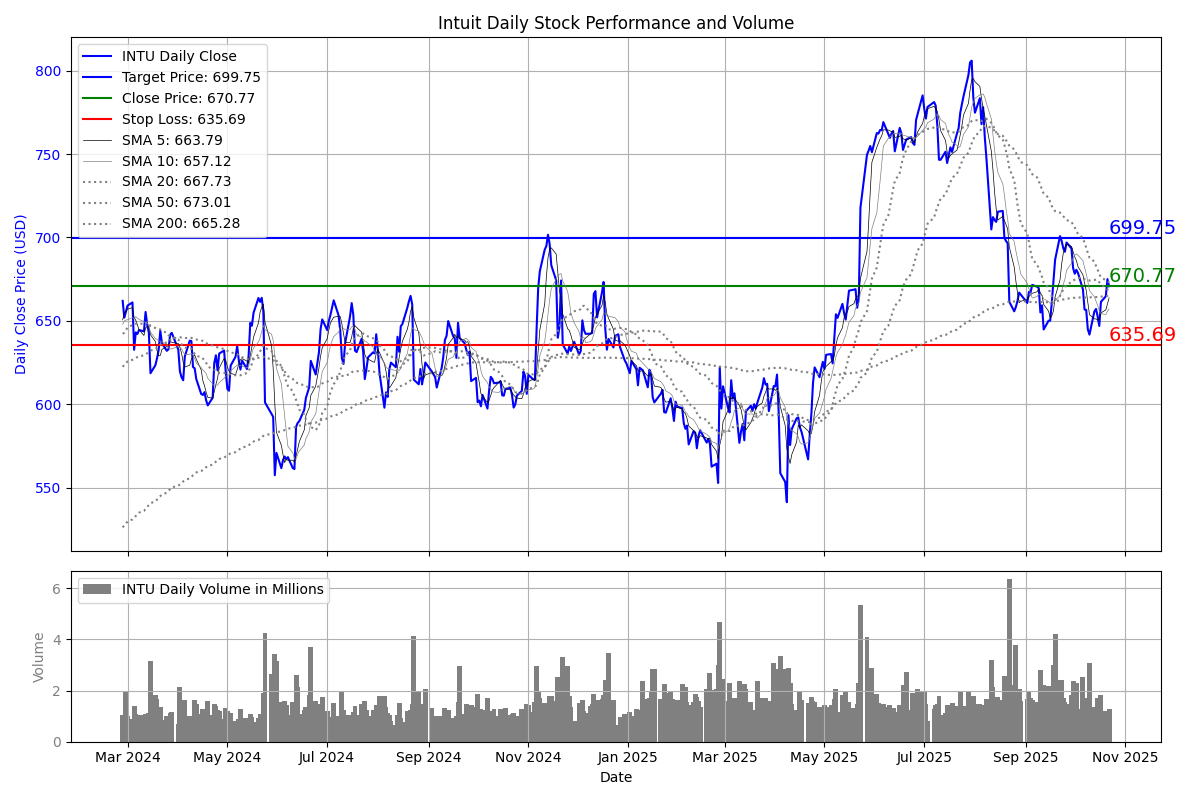 Intuit Daily Stock Performance and Volume
INTU Daily Close
Target Price: 699.75
Close Price: 670.77
Stop Loss: 635.69
SMA 5: 663.79
SMA 10: 657.12
SMA 20: 667.73
SMA 50: 673.01
SMA 200: 665.28
800
750
700
650
600
550
Daily Close Price (USD)
699.75
670.77
635.69
INTU Daily Volume in Millions
6
4
2
0
Volume
Mar 2024 May 2024 Jul 2024 Sep 2024 Nov 2024 Jan 2025 Mar 2025 May 2025 Jul 2025 Sep 2025 Nov 2025
Date